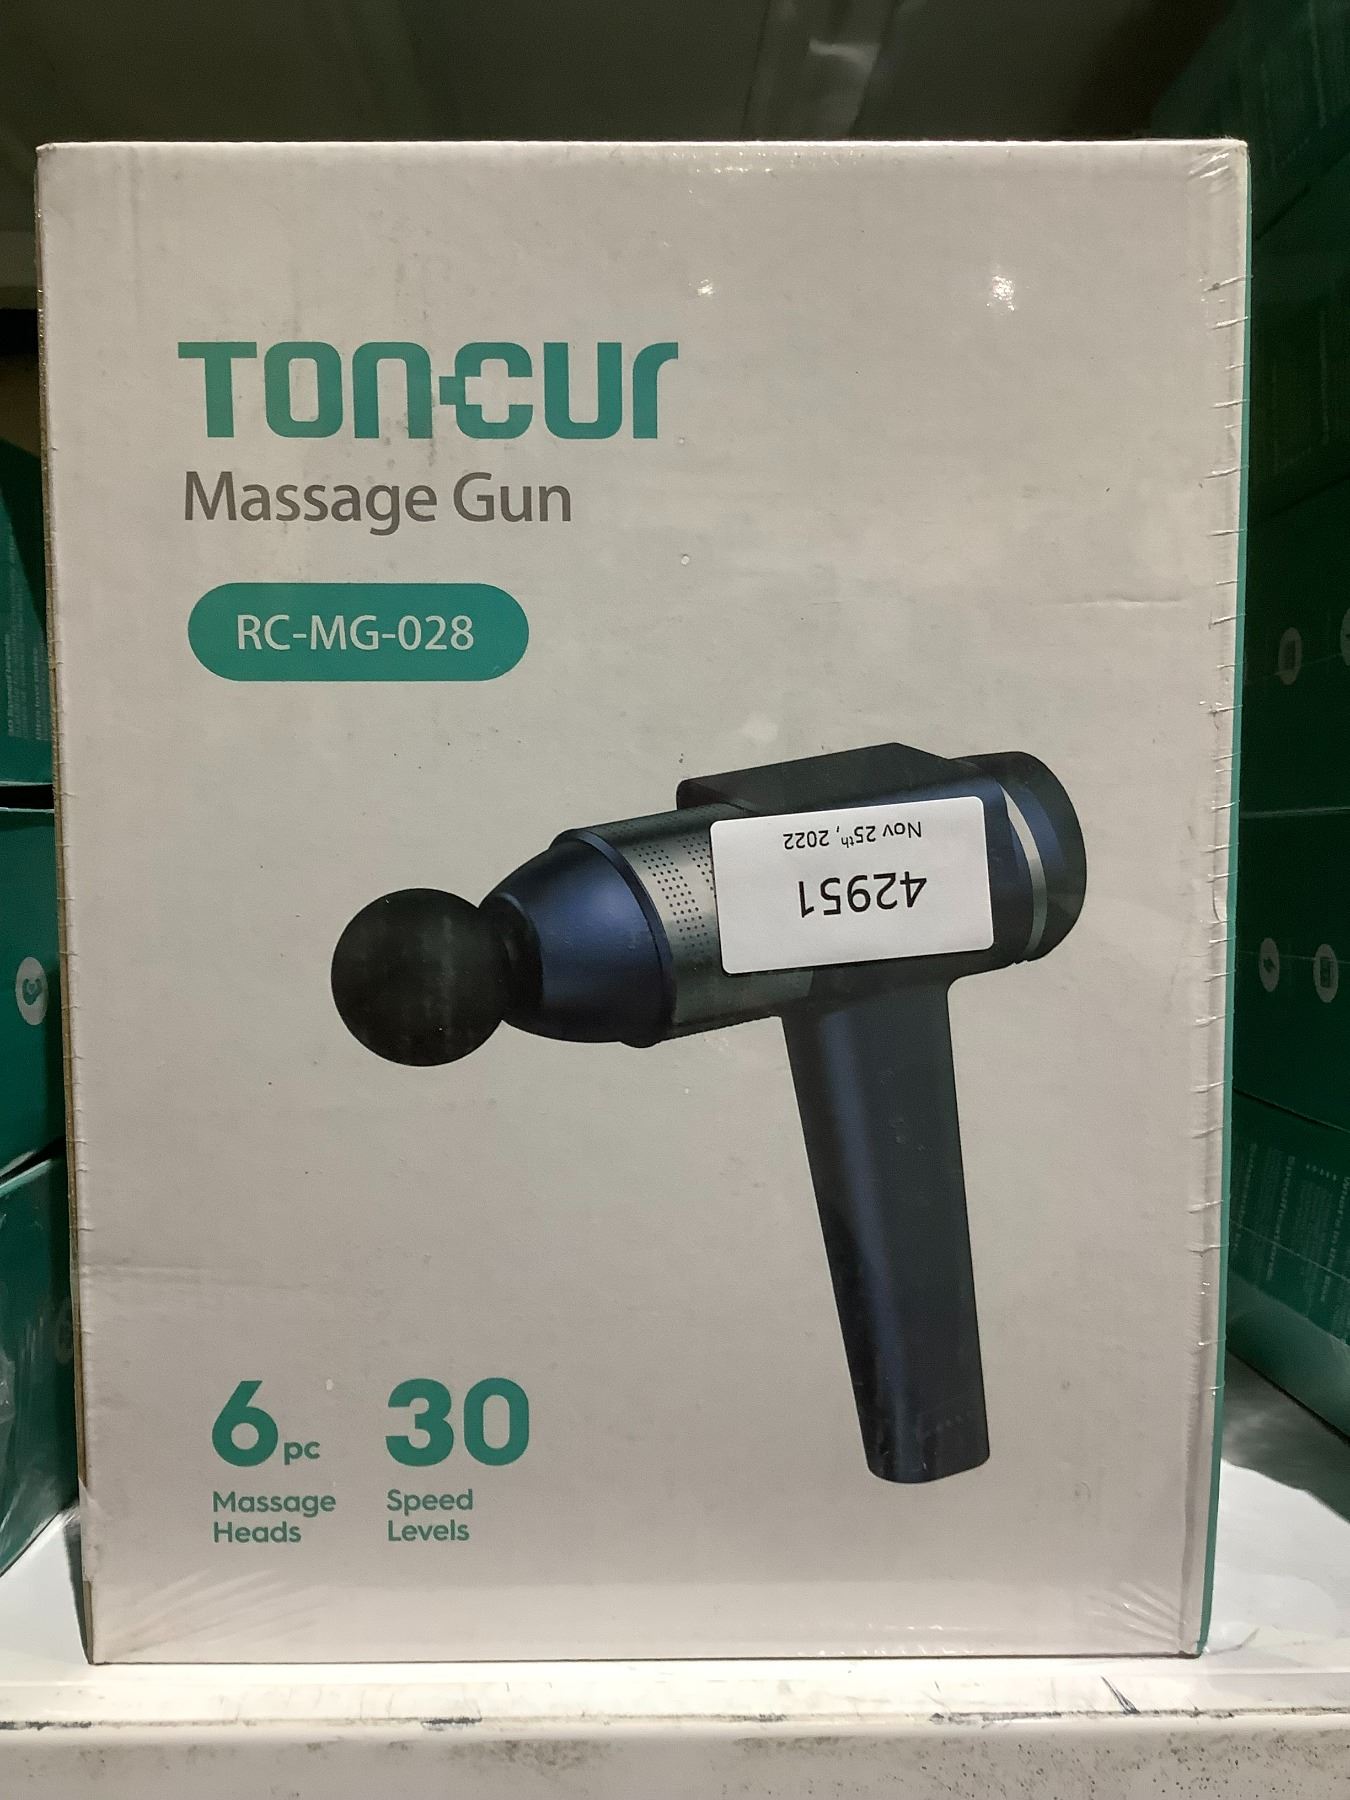 TONCUR
Massage Gun
RC-MG-028
42951
Nov 25th, 2022
6pc
Massage
Heads
30
Speed
Levels